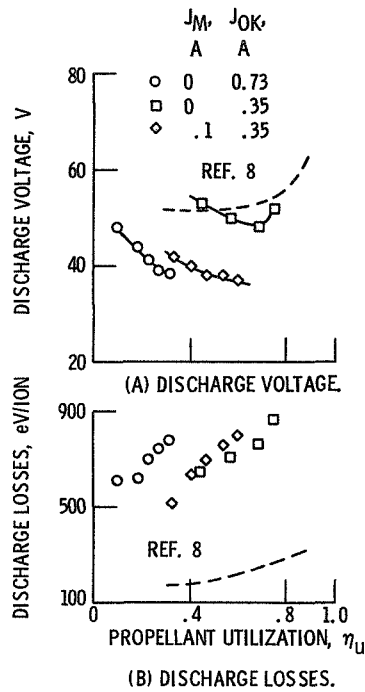 J_M, J_OK,
A A
○ 0 0.73
□ 0 .35
◇ .1 .35
80
60
40
20
DISCHARGE VOLTAGE, V
REF. 8
(A) DISCHARGE VOLTAGE.
900
500
100
DISCHARGE LOSSES, eV/ION
REF. 8
0 .4 .8 1.0
PROPELLANT UTILIZATION, η_u
(B) DISCHARGE LOSSES.